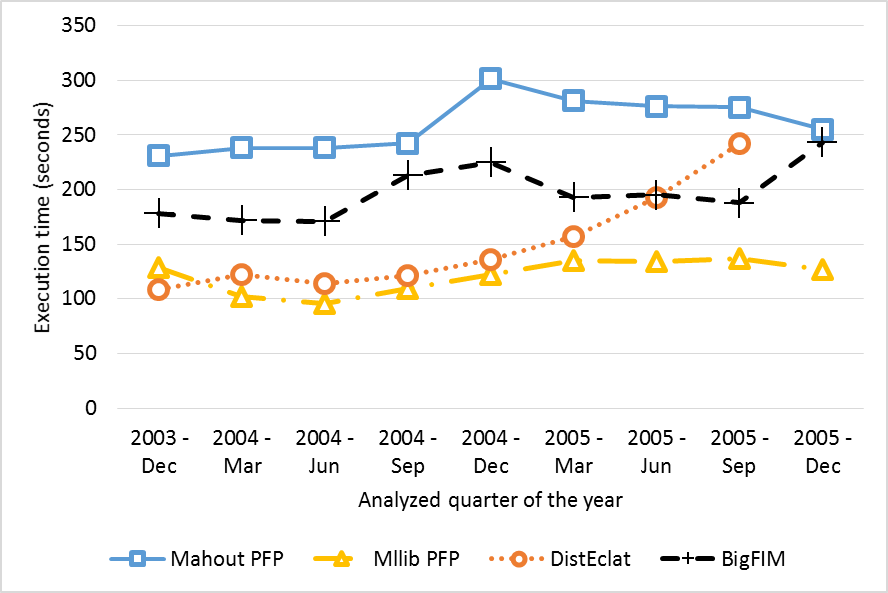 350
300
250
200
150
100
50
0
Execution time (seconds)
2003 - 2004 - 2004 - 2004 - 2004 - 2005 - 2005 - 2005 - 2005 -
Dec Mar Jun Sep Dec Mar Jun Sep Dec
Analyzed quarter of the year
Mahout PFP Mllib PFP DistEclat BigFIM